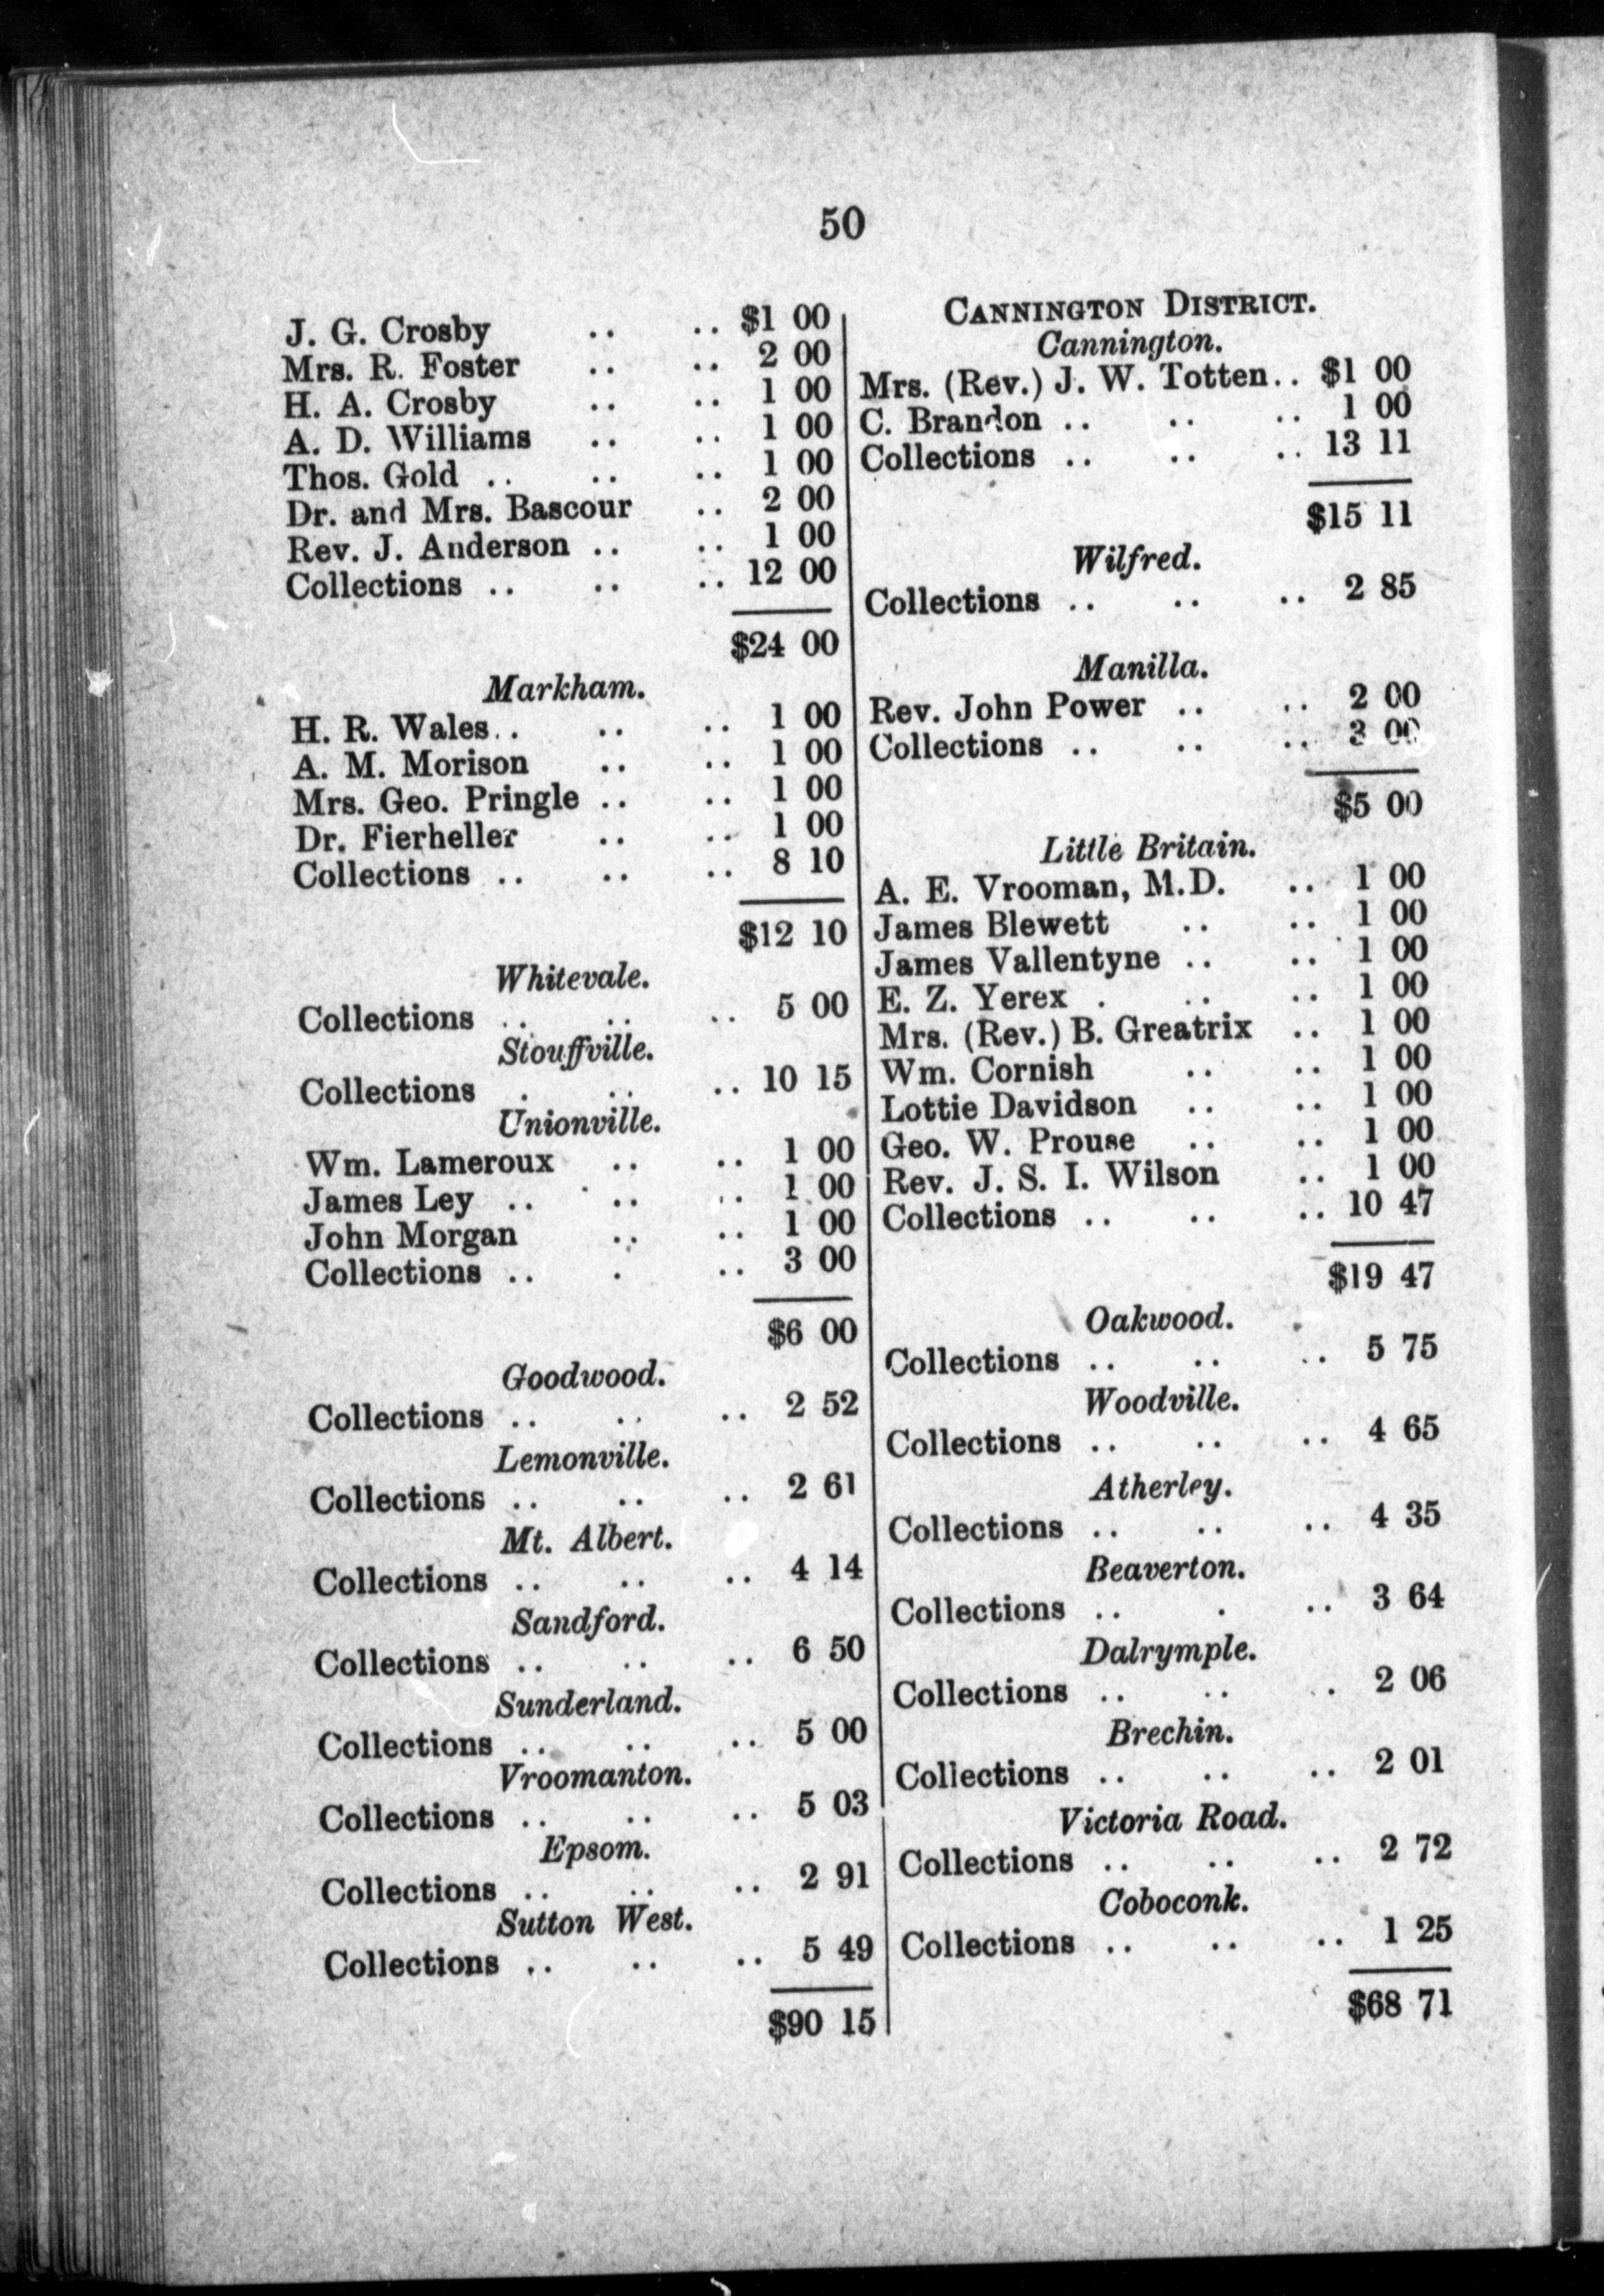 50
J. G. Crosby .. .. $1 00
Mrs. R. Foster .. .. 2 00
H. A. Crosby .. .. 1 00
A. D. Williams .. .. 1 00
Thos. Gold .. .. .. 1 00
Dr. and Mrs. Bascour .. 2 00
Rev. J. Anderson .. .. 1 00
Collections .. .. .. 12 00
$24 00
Markham.
H. R. Wales .. .. .. 1 00
A. M. Morison .. .. 1 00
Mrs. Geo. Pringle .. .. 1 00
Dr. Fierheller .. .. 1 00
Collections .. .. .. 8 10
$12 10
Whitevale.
Collections .. .. .. 5 00
Stouffville.
Collections . .. .. 10 15
Unionville.
Wm. Lameroux .. .. 1 00
James Ley .. .. .. 1 00
John Morgan .. .. 1 00
Collections .. . .. 3 00
$6 00
Goodwood.
Collections .. .. .. 2 52
Lemonville.
Collections .. .. .. 2 61
Mt. Albert.
Collections .. .. .. 4 14
Sandford.
Collections .. .. .. 6 50
Sunderland.
Collections .. .. .. 5 00
Vroomanton.
Collections .. .. .. 5 03
Epsom.
Collections .. .. .. 2 91
Sutton West.
Collections .. .. .. 5 49
$90 15
CANNINGTON DISTRICT.
Cannington.
Mrs. (Rev.) J. W. Totten .. $1 00
C. Brandon .. .. .. 1 00
Collections .. .. .. 13 11
$15 11
Wilfred.
Collections .. .. .. 2 85
Manilla.
Rev. John Power .. .. 2 00
Collections .. .. .. 3 00
$5 00
Little Britain.
A. E. Vrooman, M.D. .. 1 00
James Blewett .. .. 1 00
James Vallentyne .. .. 1 00
E. Z. Yerex . .. .. 1 00
Mrs. (Rev.) B. Greatrix .. 1 00
Wm. Cornish .. .. 1 00
Lottie Davidson .. .. 1 00
Geo. W. Prouse .. .. 1 00
Rev. J. S. I. Wilson .. 1 00
Collections .. .. .. 10 47
$19 47
Oakwood.
Collections .. .. .. 5 75
Woodville.
Collections .. .. .. 4 65
Atherley.
Collections .. .. .. 4 35
Beaverton.
Collections .. . .. 3 64
Dalrymple.
Collections .. .. . 2 06
Brechin.
Collections .. .. .. 2 01
Victoria Road.
Collections .. .. .. 2 72
Coboconk.
Collections .. .. .. 1 25
$68 71